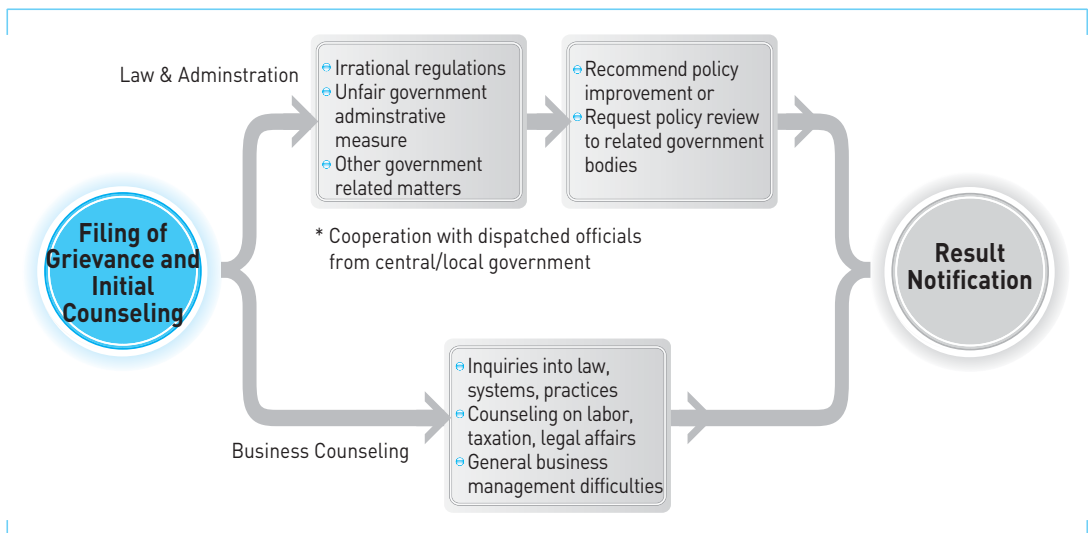 Law & Adminstration
Irrational regulations
Unfair government
adminstrative
measure
Other government
related matters
Recommend policy
improvement or
Request policy review
to related government
bodies
* Cooperation with dispatched officials
from central/local government
Filing of
Grievance and
Initial
Counseling
Result
Notification
Business Counseling
Inquiries into law,
systems, practices
Counseling on labor,
taxation, legal affairs
General business
management difficulties